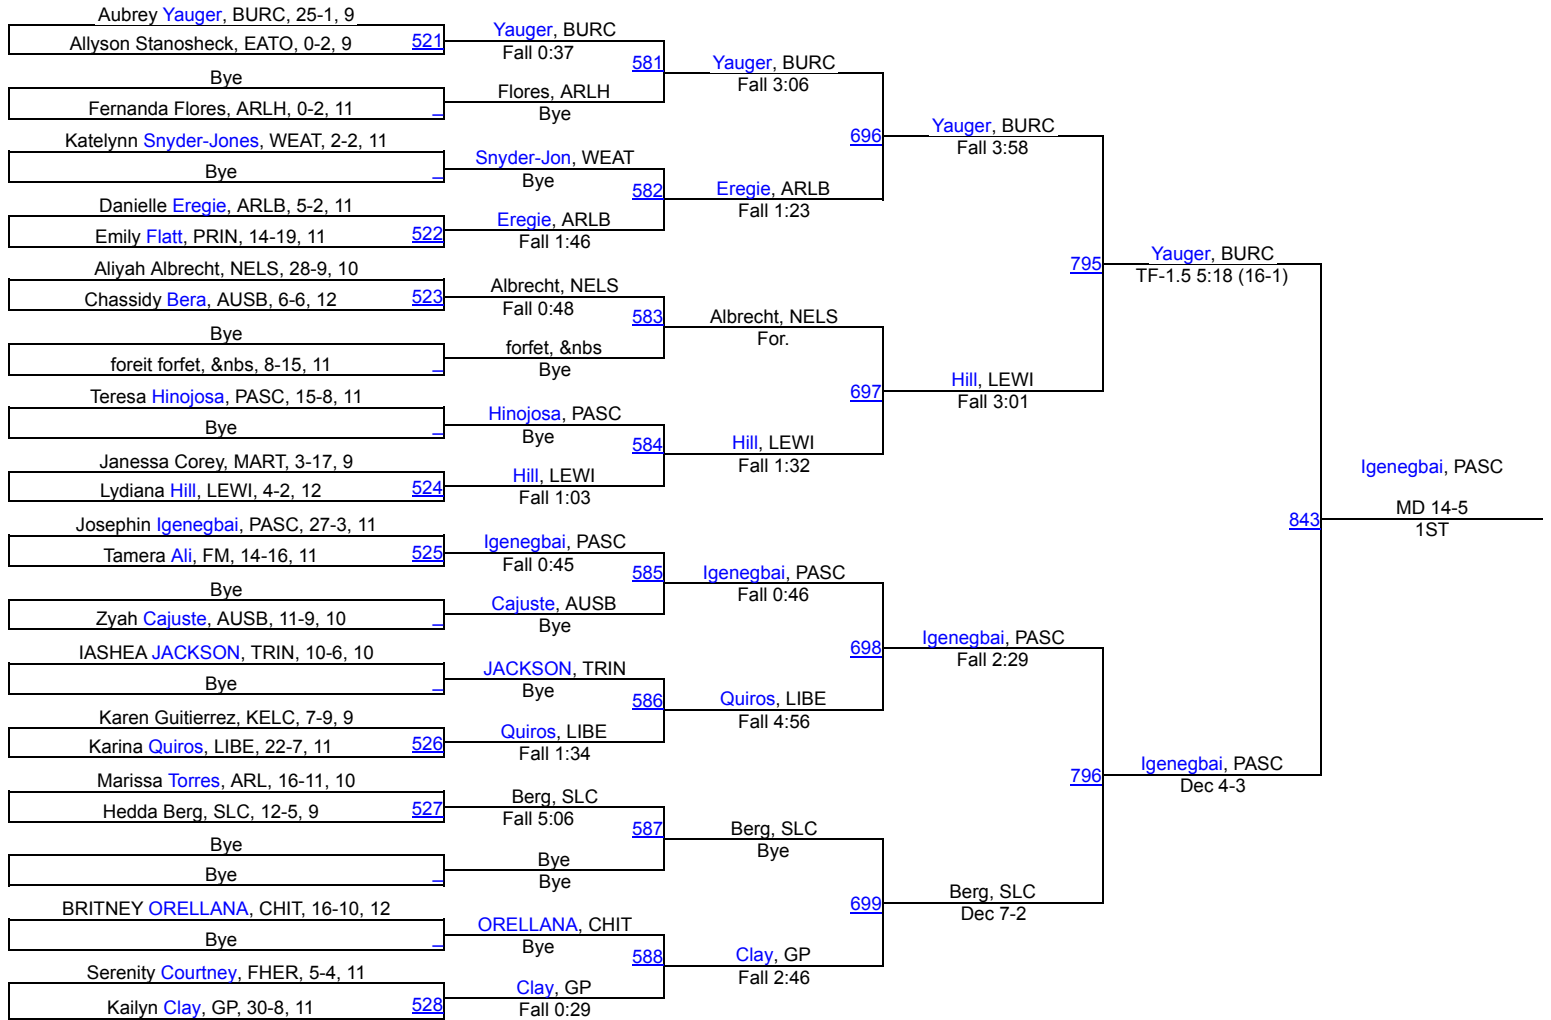 Aubrey Yauger, BURC, 25-1, 9
Allyson Stanosheck, EATO, 0-2, 9
521
Bye
Fernanda Flores, ARLH, 0-2, 11
Katelynn Snyder-Jones, WEAT, 2-2, 11
Bye
Danielle Eregie, ARLB, 5-2, 11
Emily Flatt, PRIN, 14-19, 11
522
Aliyah Albrecht, NELS, 28-9, 10
Chassidy Bera, AUSB, 6-6, 12
523
Bye
foreit forfet, &nbs, 8-15, 11
Teresa Hinojosa, PASC, 15-8, 11
Bye
Janessa Corey, MART, 3-17, 9
Lydiana Hill, LEWI, 4-2, 12
524
Josephin Igenegbai, PASC, 27-3, 11
Tamera Ali, FM, 14-16, 11
525
Bye
Zyah Cajuste, AUSB, 11-9, 10
IASHEA JACKSON, TRIN, 10-6, 10
Bye
Karen Guitierrez, KELC, 7-9, 9
Karina Quiros, LIBE, 22-7, 11
526
Marissa Torres, ARL, 16-11, 10
Hedda Berg, SLC, 12-5, 9
527
Bye
Bye
BRITNEY ORELLANA, CHIT, 16-10, 12
Bye
Serenity Courtney, FHER, 5-4, 11
Kailyn Clay, GP, 30-8, 11
528
Yauger, BURC
Fall 0:37
581
Flores, ARLH
Bye
Snyder-Jon, WEAT
Bye
582
Eregie, ARLB
Fall 1:46
Albrecht, NELS
Fall 0:48
583
forfet, &nbs
Bye
Hinojosa, PASC
Bye
584
Hill, LEWI
Fall 1:03
Igenegbai, PASC
Fall 0:45
585
Cajuste, AUSB
Bye
JACKSON, TRIN
Bye
586
Quiros, LIBE
Fall 1:34
Berg, SLC
Fall 5:06
587
Bye
Bye
ORELLANA, CHIT
Bye
588
Clay, GP
Fall 0:29
Yauger, BURC
Fall 3:06
696
Eregie, ARLB
Fall 1:23
Albrecht, NELS
For.
697
Hill, LEWI
Fall 1:32
Igenegbai, PASC
Fall 0:46
698
Quiros, LIBE
Fall 4:56
Berg, SLC
Bye
699
Clay, GP
Fall 2:46
Yauger, BURC
Fall 3:58
795
Hill, LEWI
Fall 3:01
Igenegbai, PASC
Fall 2:29
796
Berg, SLC
Dec 7-2
Yauger, BURC
TF-1.5 5:18 (16-1)
843
Igenegbai, PASC
Dec 4-3
Igenegbai, PASC
MD 14-5
1ST